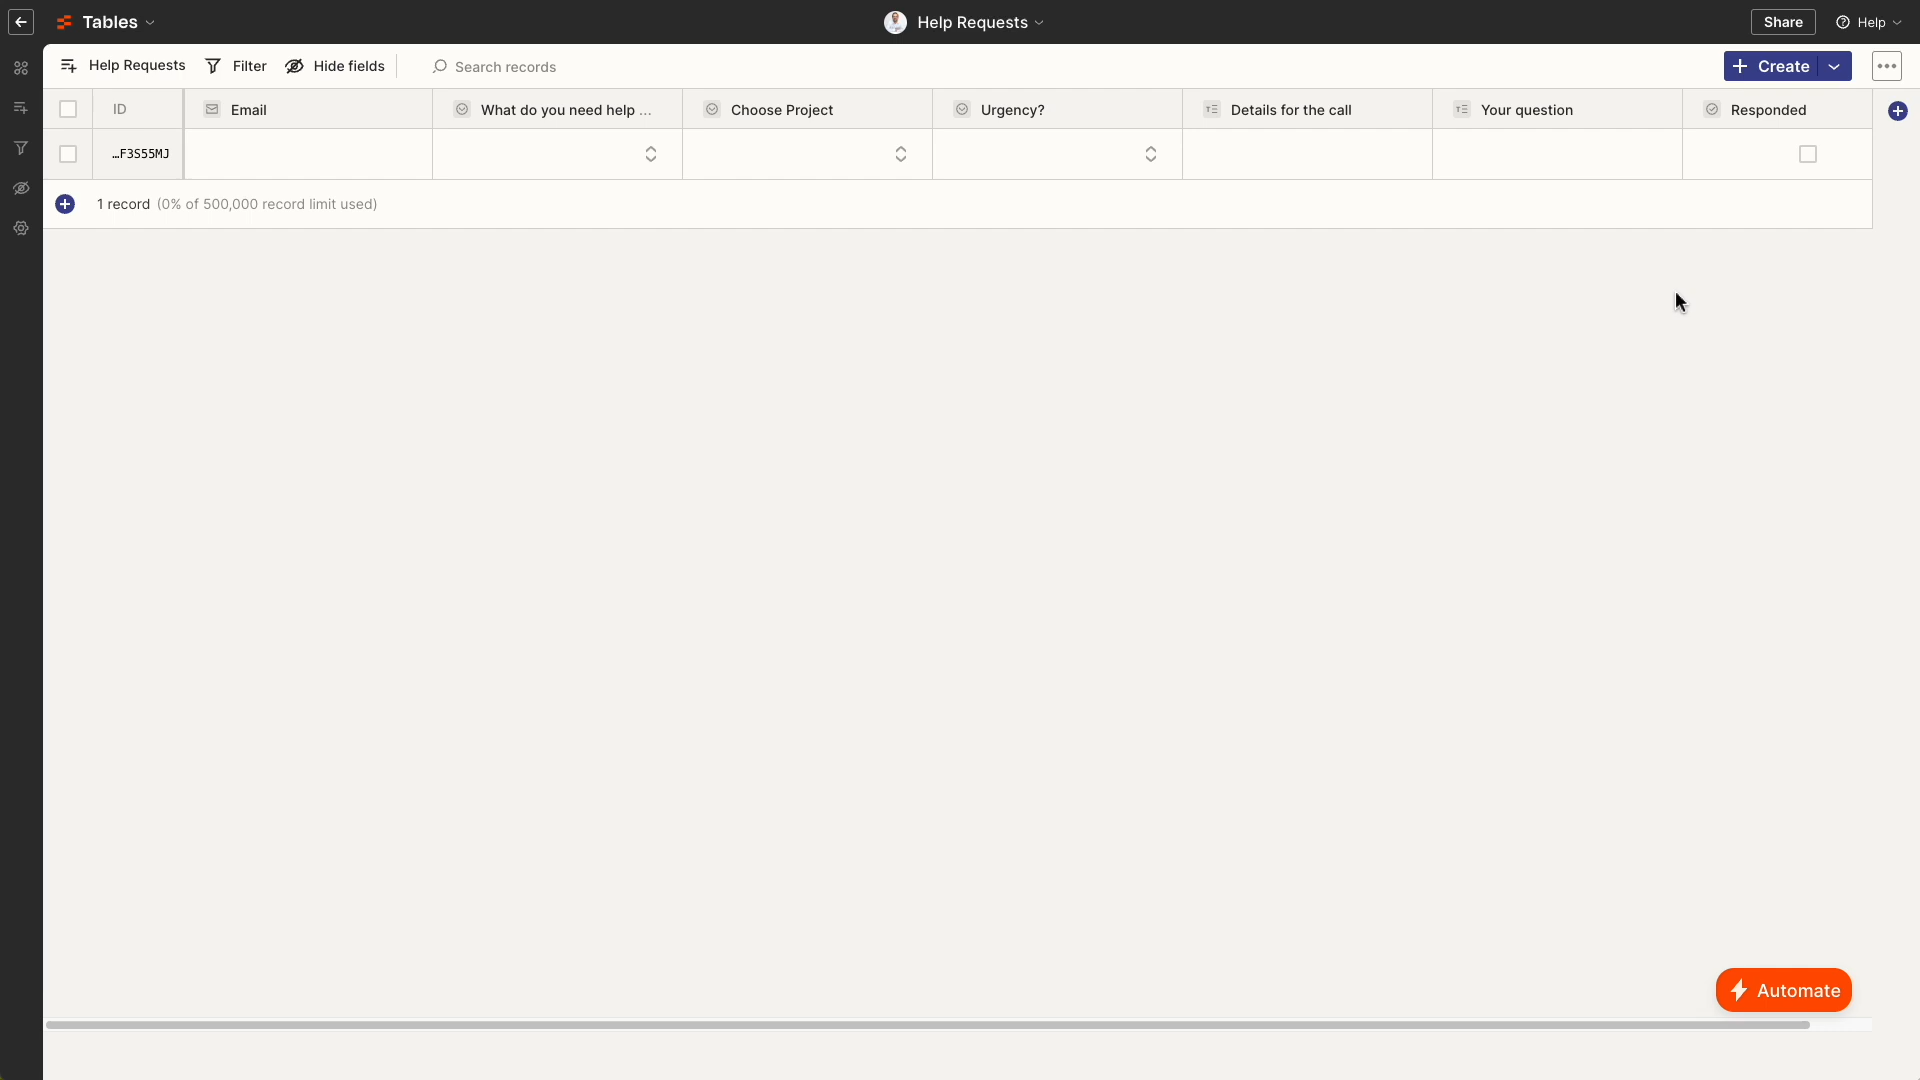 Tables
Help Requests
Share
Help
Help Requests
Filter
Hide fields
Search records
Create
ID
Email
What do you need help ...
Choose Project
Urgency?
Details for the call
Your question
Responded
…F3S55MJ
1 record (0% of 500,000 record limit used)
Automate